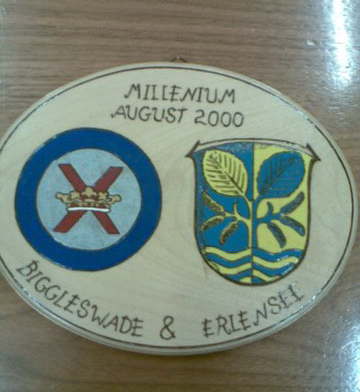 MILLENIUM
AUGUST 2000
BIGGLESWADE & ERLENSEE